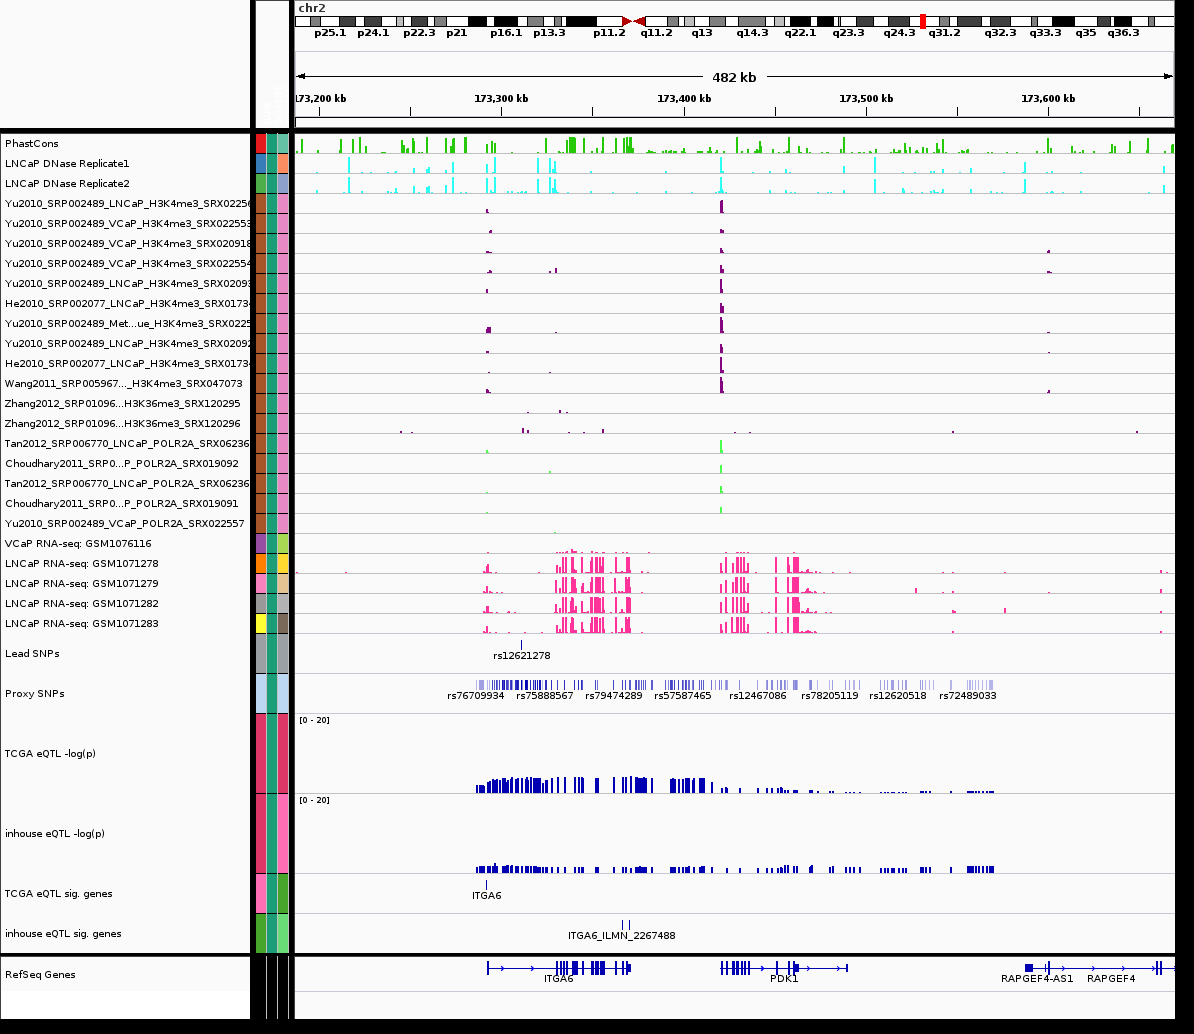 chr2
p25.1 p24.1 p22.3 p21 p16.1 p13.3 p11.2 q11.2 q13 q14.3 q22.1 q23.3 q24.3 q31.2 q32.3 q33.3 q35 q36.3
482 kb
173,200 kb 173,300 kb 173,400 kb 173,500 kb 173,600 kb
PhastCons
LNCaP DNase Replicate1
LNCaP DNase Replicate2
Yu2010_SRP002489_LNCaP_H3K4me3_SRX02256
Yu2010_SRP002489_VCaP_H3K4me3_SRX022553
Yu2010_SRP002489_VCaP_H3K4me3_SRX020918
Yu2010_SRP002489_VCaP_H3K4me3_SRX022554
Yu2010_SRP002489_LNCaP_H3K4me3_SRX02093
He2010_SRP002077_LNCaP_H3K4me3_SRX01734
Yu2010_SRP002489_Met...ue_H3K4me3_SRX0225
Yu2010_SRP002489_LNCaP_H3K4me3_SRX02092
He2010_SRP002077_LNCaP_H3K4me3_SRX01734
Wang2011_SRP005967..._H3K4me3_SRX047073
Zhang2012_SRP01096...H3K36me3_SRX120295
Zhang2012_SRP01096...H3K36me3_SRX120296
Tan2012_SRP006770_LNCaP_POLR2A_SRX06236
Choudhary2011_SRP0...P_POLR2A_SRX019092
Tan2012_SRP006770_LNCaP_POLR2A_SRX06236
Choudhary2011_SRP0...P_POLR2A_SRX019091
Yu2010_SRP002489_VCaP_POLR2A_SRX022557
VCaP RNA-seq: GSM1076116
LNCaP RNA-seq: GSM1071278
LNCaP RNA-seq: GSM1071279
LNCaP RNA-seq: GSM1071282
LNCaP RNA-seq: GSM1071283
Lead SNPs
rs12621278
Proxy SNPs
rs76709934 rs75888567 rs79474289 rs57587465 rs12467086 rs78205119 rs12620518 rs72489033
[0 - 20]
TCGA eQTL -log(p)
[0 - 20]
inhouse eQTL -log(p)
TCGA eQTL sig. genes
ITGA6
inhouse eQTL sig. genes
ITGA6_ILMN_2267488
RefSeq Genes
ITGA6 PDK1 RAPGEF4-AS1 RAPGEF4